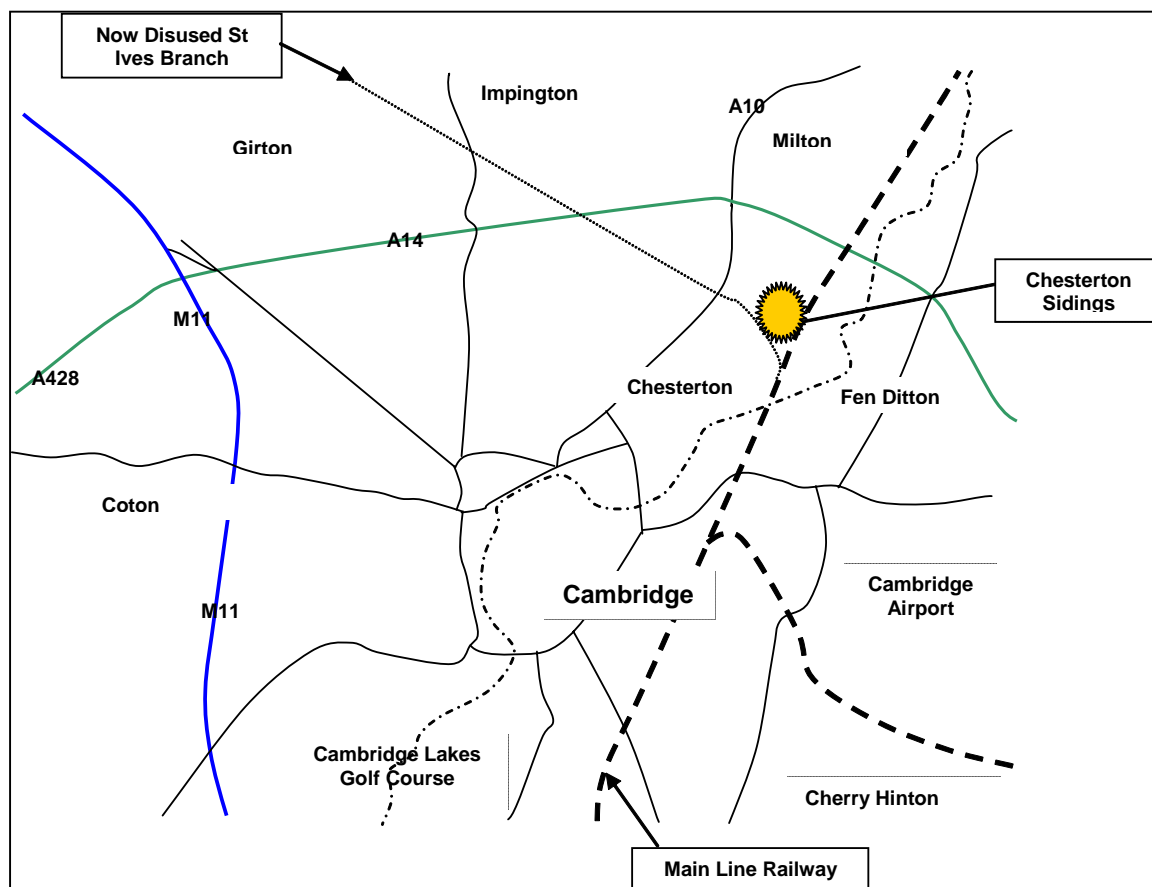 Now Disused St
Ives Branch
Impington
A10
Milton
Girton
A14
Chesterton
Sidings
M11
A428
Chesterton
Fen Ditton
Coton
Cambridge
Cambridge
Airport
M11
Cambridge Lakes
Golf Course
Cherry Hinton
Main Line Railway